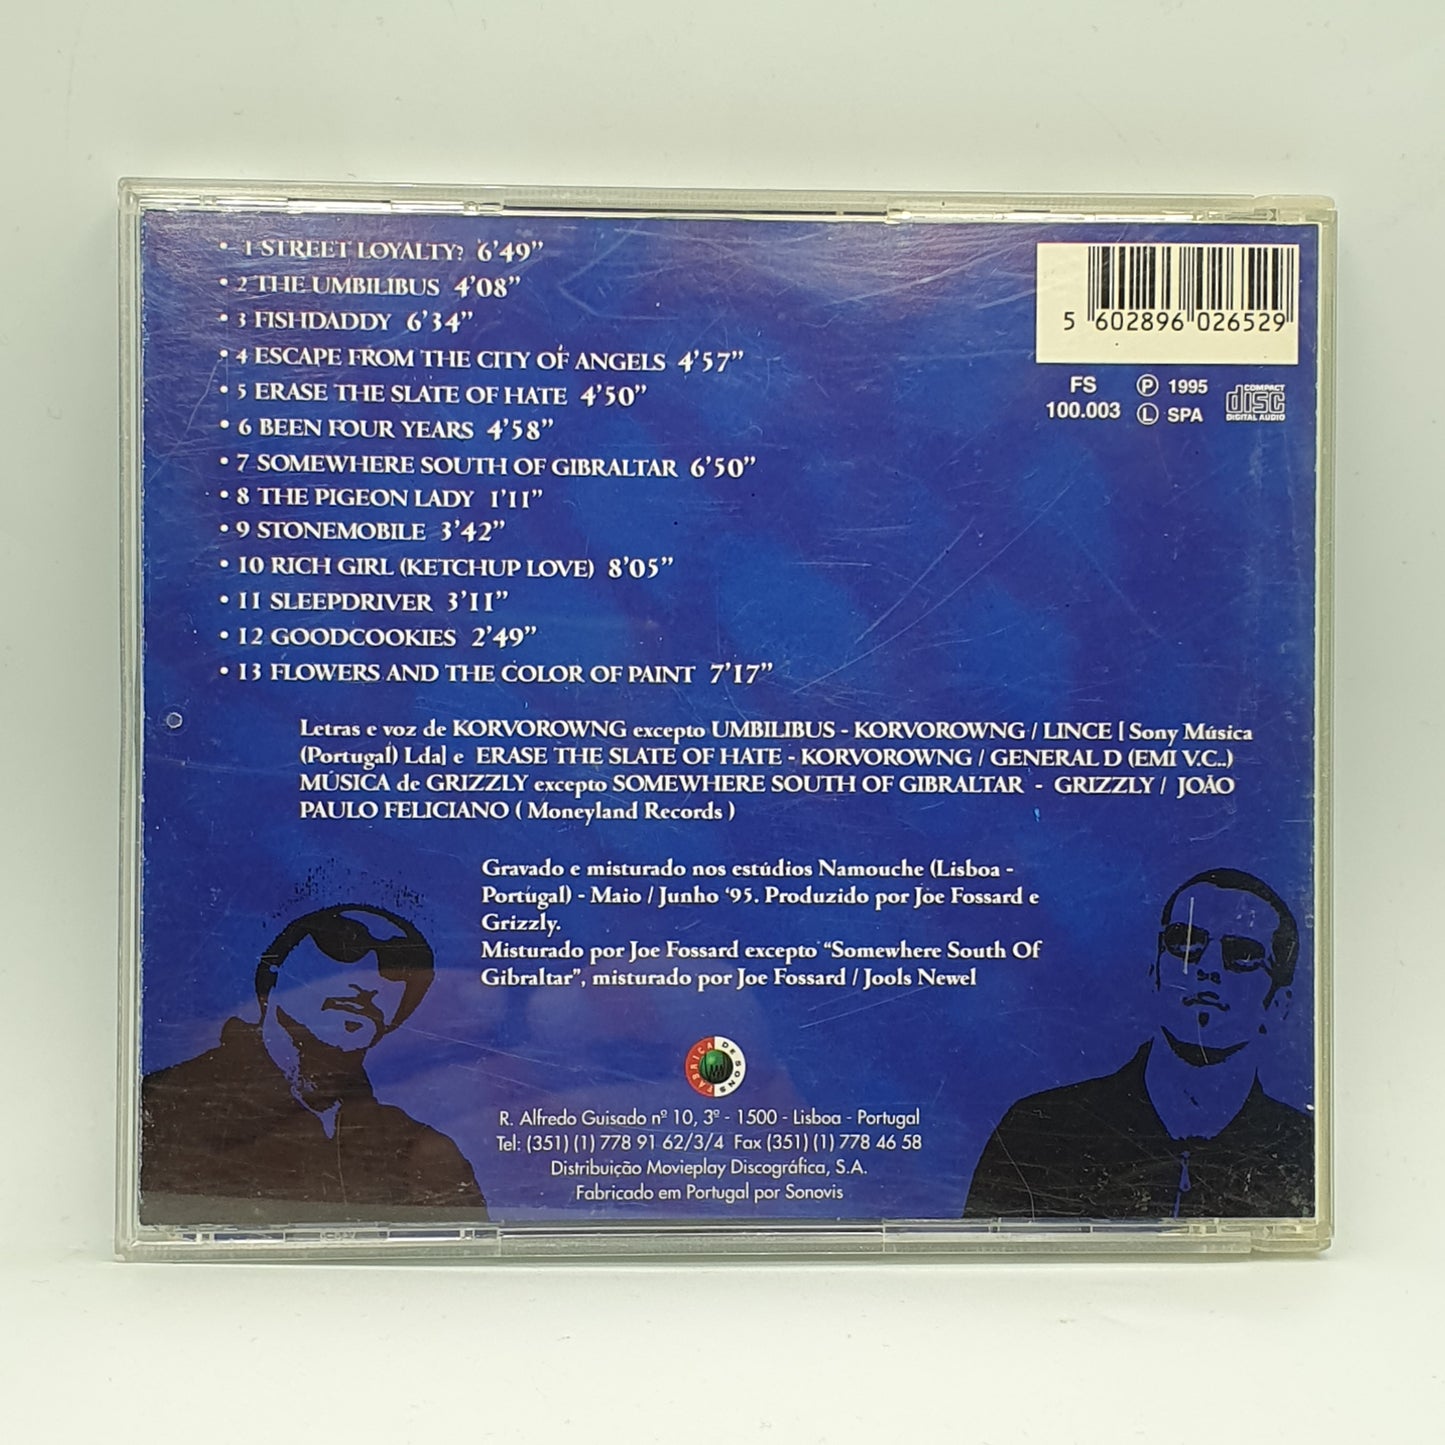 • 1 STREET LOYALTY? 6'49"
• 2 THE UMBILIBUS 4'08"
• 3 FISHDADDY 6'34"
• 4 ESCAPE FROM THE CITY OF ANGELS 4'57"
• 5 ERASE THE SLATE OF HATE 4'50"
• 6 BEEN FOUR YEARS 4'58"
• 7 SOMEWHERE SOUTH OF GIBRALTAR 6'50"
• 8 THE PIGEON LADY 1'11"
• 9 STONEMOBILE 3'42"
• 10 RICH GIRL (KETCHUP LOVE) 8'05"
• 11 SLEEPDRIVER 3'11"
• 12 GOODCOOKIES 2'49"
• 13 FLOWERS AND THE COLOR OF PAINT 7'17"
5 602896 026529
FS Ⓟ 1995
100.003 Ⓛ SPA
COMPACT
disc
DIGITAL AUDIO
Letras e voz de KORVOROWNG excepto UMBILIBUS - KORVOROWNG / LINCE [ Sony Música
(Portugal) Lda] e ERASE THE SLATE OF HATE - KORVOROWNG / GENERAL D (EMI V.C..)
MÚSICA de GRIZZLY excepto SOMEWHERE SOUTH OF GIBRALTAR - GRIZZLY / JOÃO
PAULO FELICIANO ( Moneyland Records )
Gravado e misturado nos estúdios Namouche (Lisboa -
Portugal) - Maio / Junho '95. Produzido por Joe Fossard e
Grizzly.
Misturado por Joe Fossard excepto "Somewhere South Of
Gibraltar", misturado por Joe Fossard / Jools Newel
FABRICA DE SONS
R. Alfredo Guisado nº 10, 3º - 1500 - Lisboa - Portugal
Tel: (351) (1) 778 91 62/3/4 Fax (351) (1) 778 46 58
Distribuição Movieplay Discográfica, S.A.
Fabricado em Portugal por Sonovis